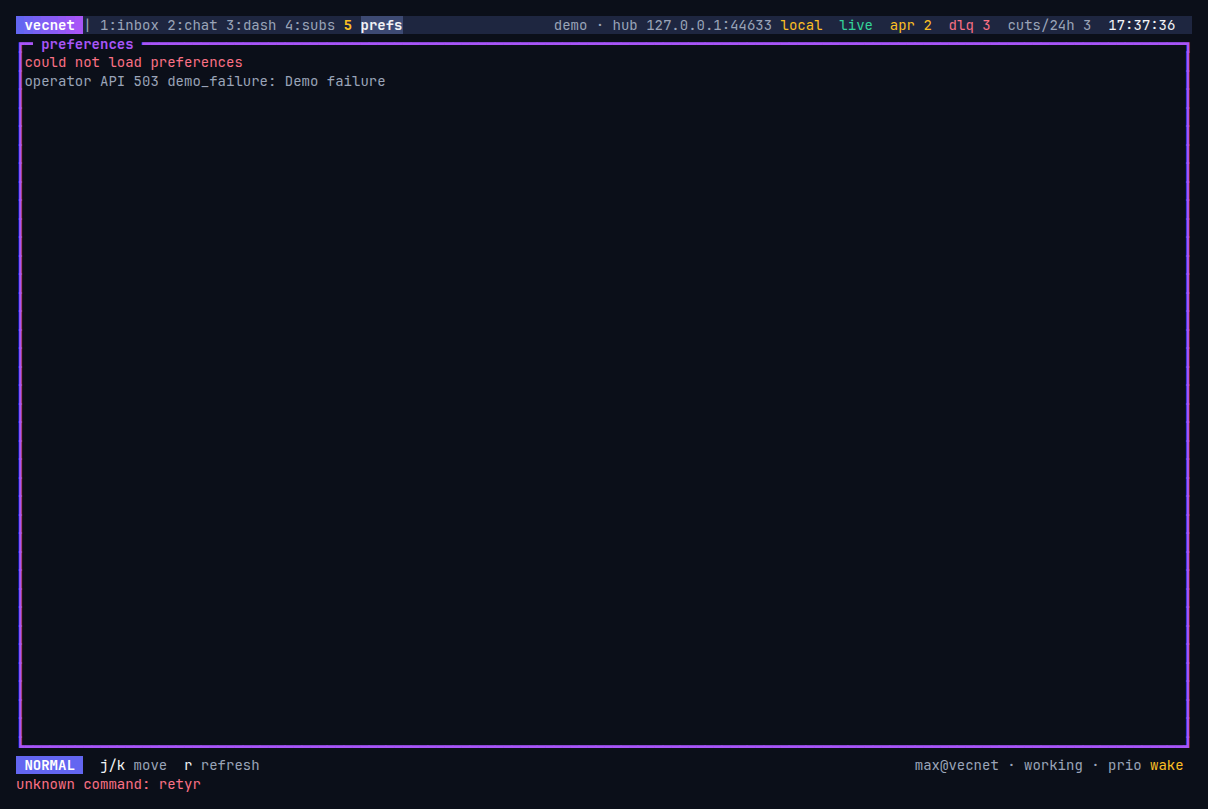 vecnet | 1:inbox 2:chat 3:dash 4:subs 5 prefs demo · hub 127.0.0.1:44633 local live apr 2 dlq 3 cuts/24h 3 17:37:36
preferences
could not load preferences
operator API 503 demo_failure: Demo failure
NORMAL j/k move r refresh max@vecnet · working · prio wake
unknown command: retyr